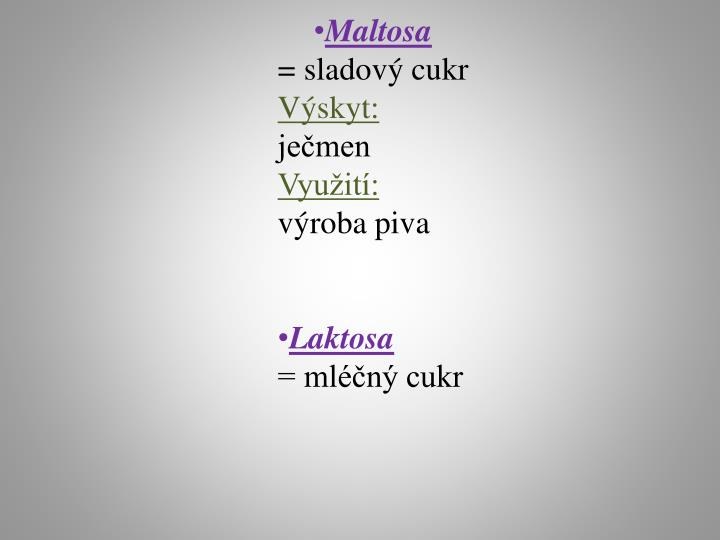 •Maltosa
= sladový cukr
Výskyt:
ječmen
Využití:
výroba piva
•Laktosa
= mléčný cukr